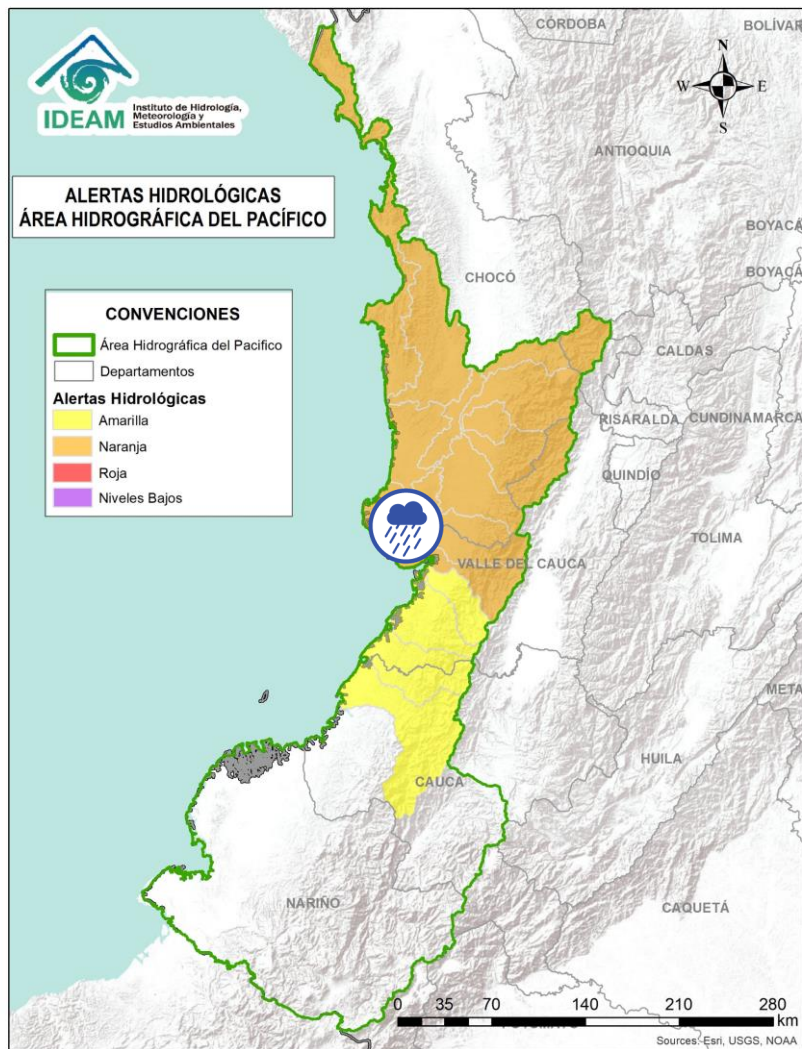 IDEAM
Instituto de Hidrología,
Meteorología y
Estudios Ambientales
ALERTAS HIDROLÓGICAS
ÁREA HIDROGRÁFICA DEL PACÍFICO
CONVENCIONES
Área Hidrográfica del Pacifico
Departamentos
Alertas Hidrológicas
Amarilla
Naranja
Roja
Niveles Bajos
CÓRDOBA
BOLÍVAR
N
W
E
S
ANTIOQUIA
BOYACÁ
BOYACÁ
CHOCÓ
CALDAS
RISARALDA
CUNDINAMARCA
QUINDÍO
TOLIMA
VALLE DEL CAUCA
META
HUILA
CAUCA
NARIÑO
CAQUETÁ
0 35 70 140 210 280
km
Sources: Esri, USGS, NOAA